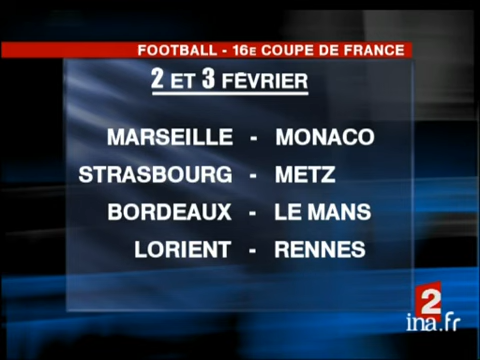 FOOTBALL - 16E COUPE DE FRANCE
2 ET 3 FÉVRIER
MARSEILLE - MONACO
STRASBOURG - METZ
BORDEAUX - LE MANS
LORIENT - RENNES
2
ina.fr